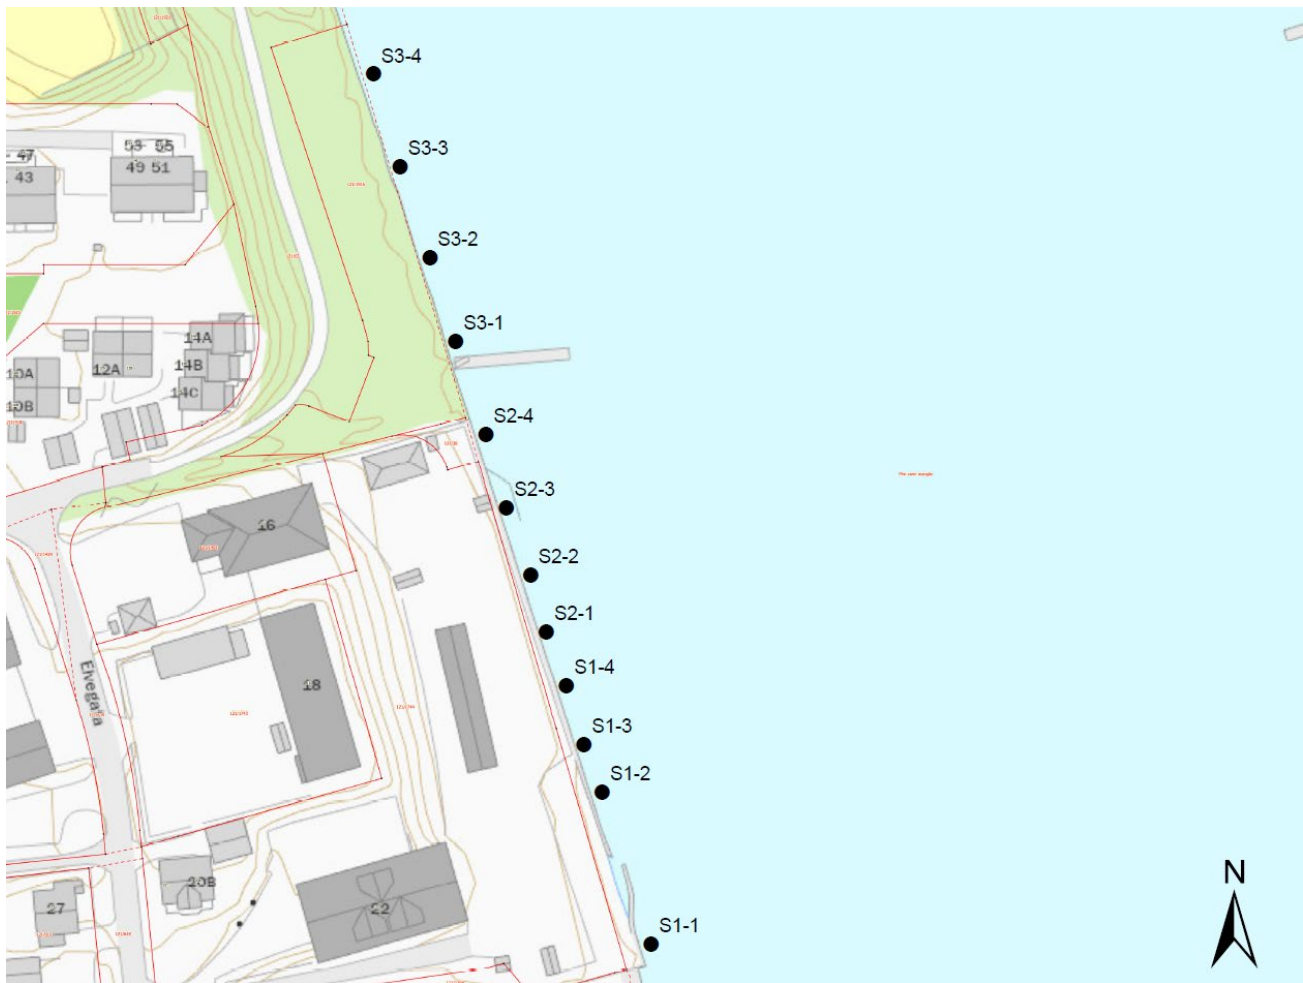 S3-4
S3-3
53 55
47
49 51
43
S3-2
S3-1
14A
12A
14B
10A
14C
10B
S2-4
S2-3
16
S2-2
S2-1
Elvegata
18
S1-4
S1-3
S1-2
20B
22
27
N
S1-1